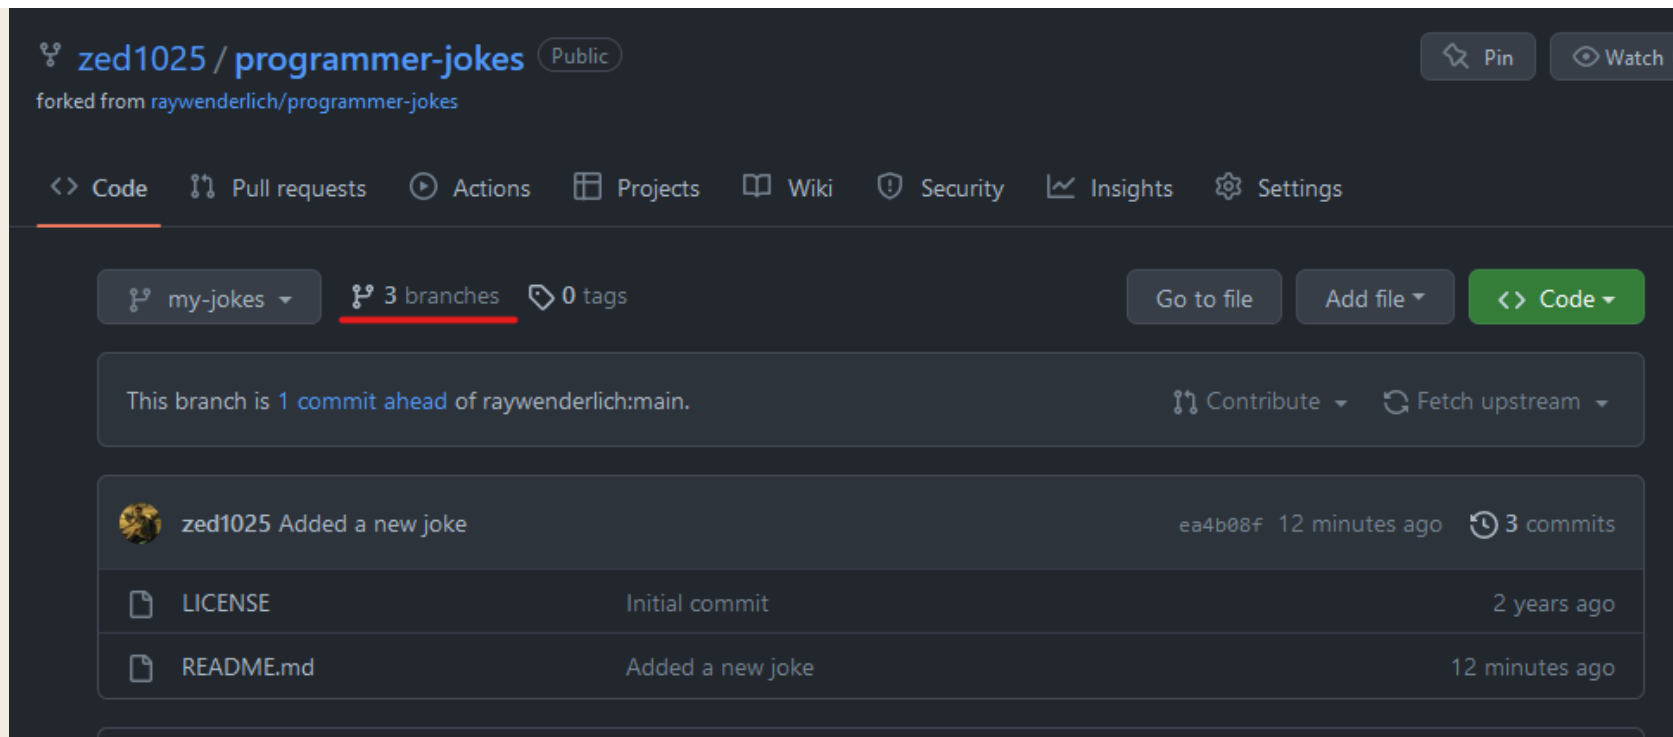 zed1025 / programmer-jokes Public Pin Watch
forked from raywenderlich/programmer-jokes
Code Pull requests Actions Projects Wiki Security Insights Settings
my-jokes 3 branches 0 tags Go to file Add file Code
This branch is 1 commit ahead of raywenderlich:main. Contribute Fetch upstream
zed1025 Added a new joke ea4b08f 12 minutes ago 3 commits
LICENSE Initial commit 2 years ago
README.md Added a new joke 12 minutes ago